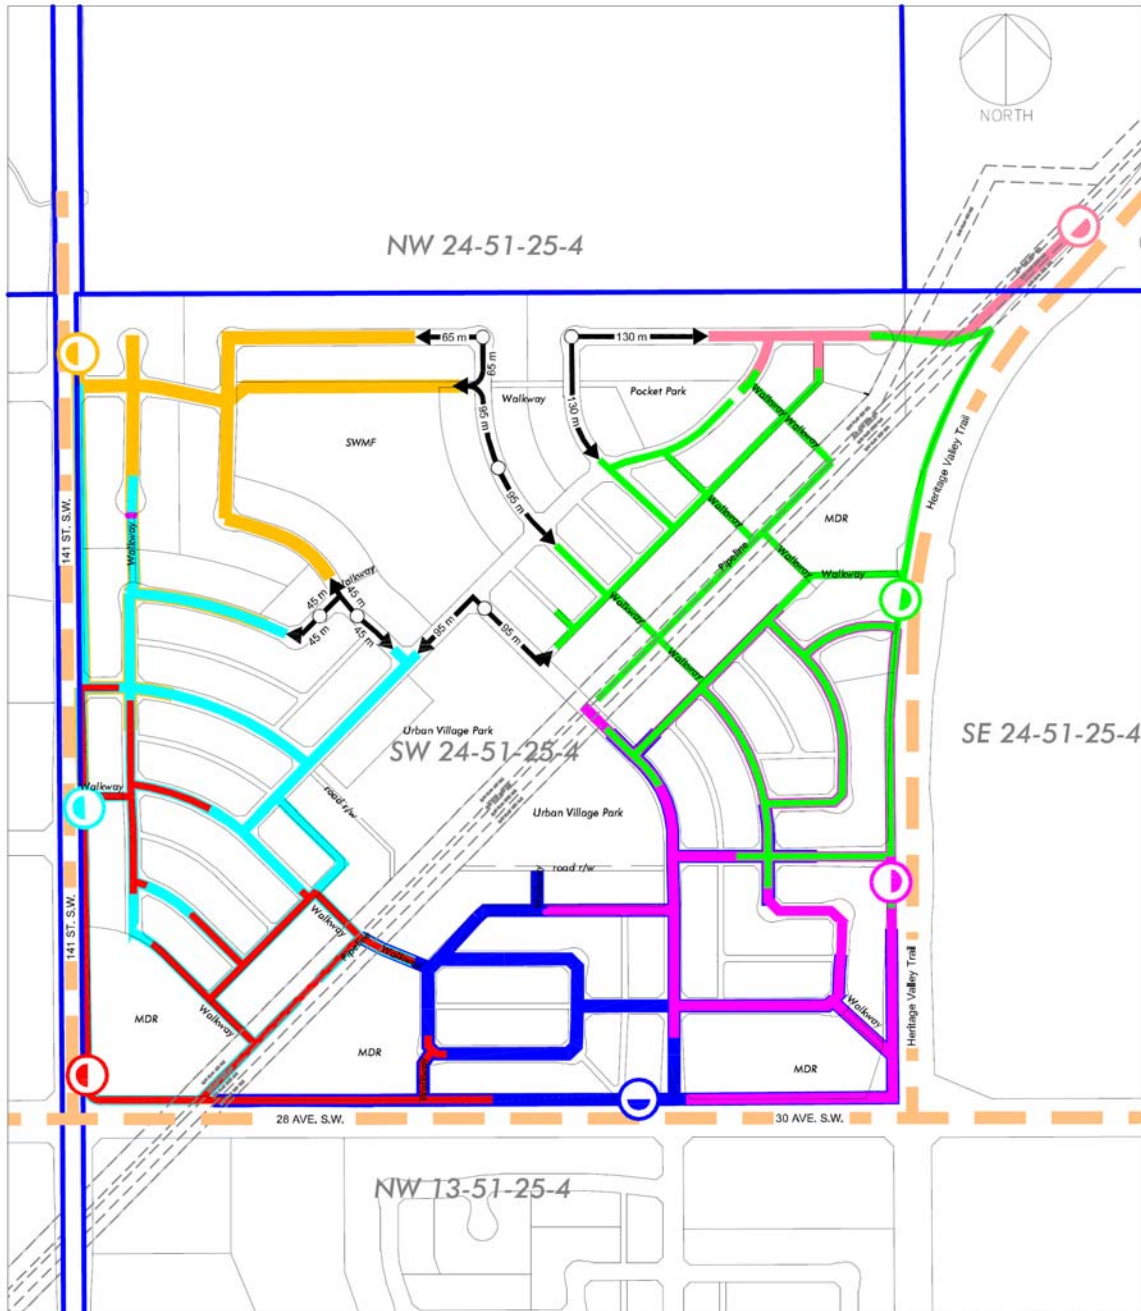 NORTH
NW 24-51-25-4
65 m
65 m
130 m
130 m
Walkway
Pocket Park
95 m
SWMF
Walkway
Walkway
Heritage Valley Trail
95 m
Walkway
MDR
141 ST. S.W.
Walkway
Pipeline
Walkway
Walkway
Walkway
45 m
45 m
45 m
45 m
95 m
95 m
Walkway
Walkway
Urban Village Park
SW 24-51-25-4
SE 24-51-25-4
Walkway
road r/w
Urban Village Park
road r/w
Walkway
141 ST. S.W.
Pipeline
Walkway
Heritage Valley Trail
MDR
Walkway
Walkway
MDR
MDR
Walkway
28 AVE. S.W.
30 AVE. S.W.
NW 13-51-25-4